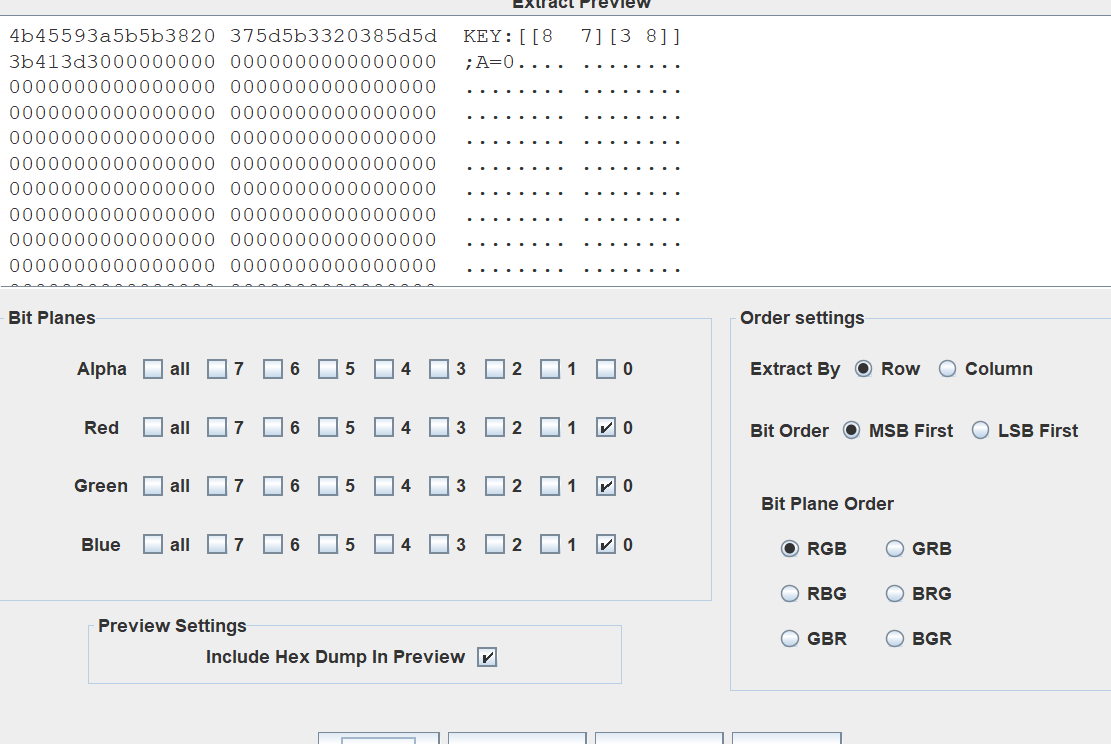 Extract Preview
4b45593a5b5b3820 375d5b3320385d5d KEY:[[8 7][3 8]]
3b413d3000000000 0000000000000000 ;A=0.... ........
0000000000000000 0000000000000000 ........ ........
0000000000000000 0000000000000000 ........ ........
0000000000000000 0000000000000000 ........ ........
0000000000000000 0000000000000000 ........ ........
0000000000000000 0000000000000000 ........ ........
0000000000000000 0000000000000000 ........ ........
0000000000000000 0000000000000000 ........ ........
0000000000000000 0000000000000000 ........ ........
Bit Planes
Alpha all 7 6 5 4 3 2 1 0
Red all 7 6 5 4 3 2 1 0
Green all 7 6 5 4 3 2 1 0
Blue all 7 6 5 4 3 2 1 0
Preview Settings
Include Hex Dump In Preview
Order settings
Extract By Row Column
Bit Order MSB First LSB First
Bit Plane Order
RGB GRB
RBG BRG
GBR BGR